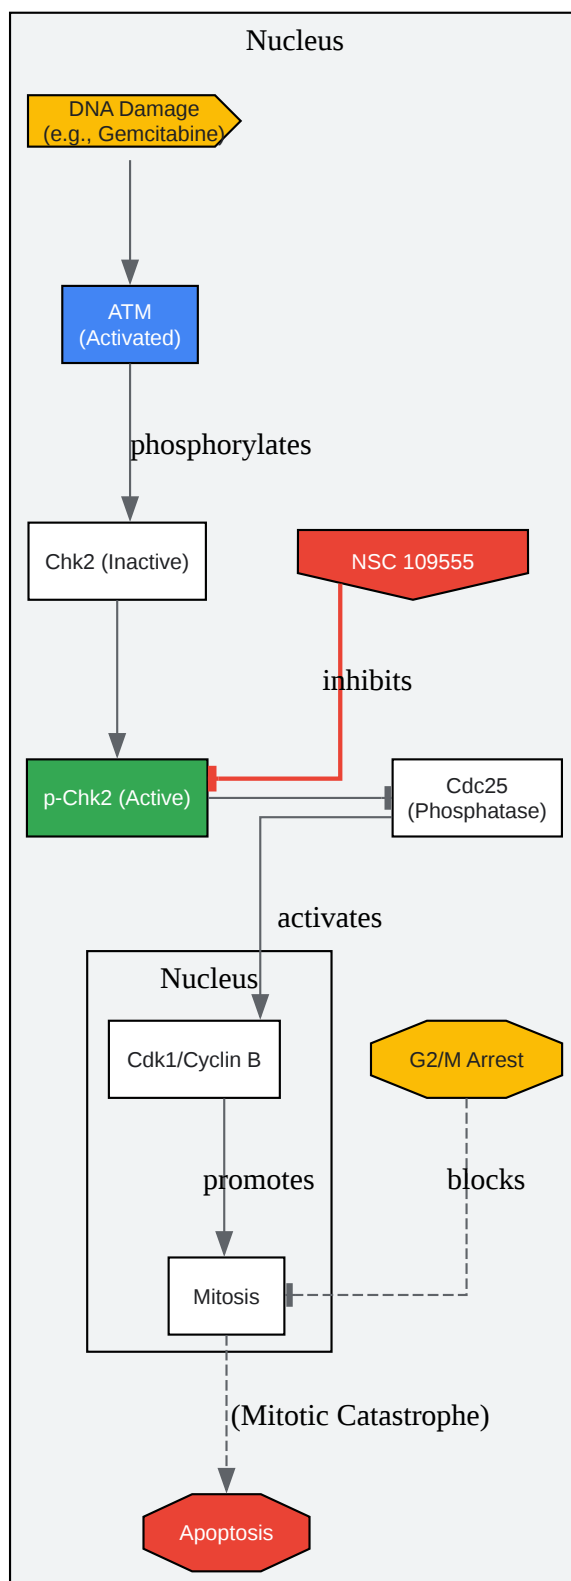 Nucleus
DNA Damage
(e.g., Gemcitabine)
ATM
(Activated)
phosphorylates
Chk2 (Inactive)
NSC 109555
inhibits
p-Chk2 (Active)
Cdc25
(Phosphatase)
activates
Nucleus
Cdk1/Cyclin B
G2/M Arrest
promotes
blocks
Mitosis
(Mitotic Catastrophe)
Apoptosis